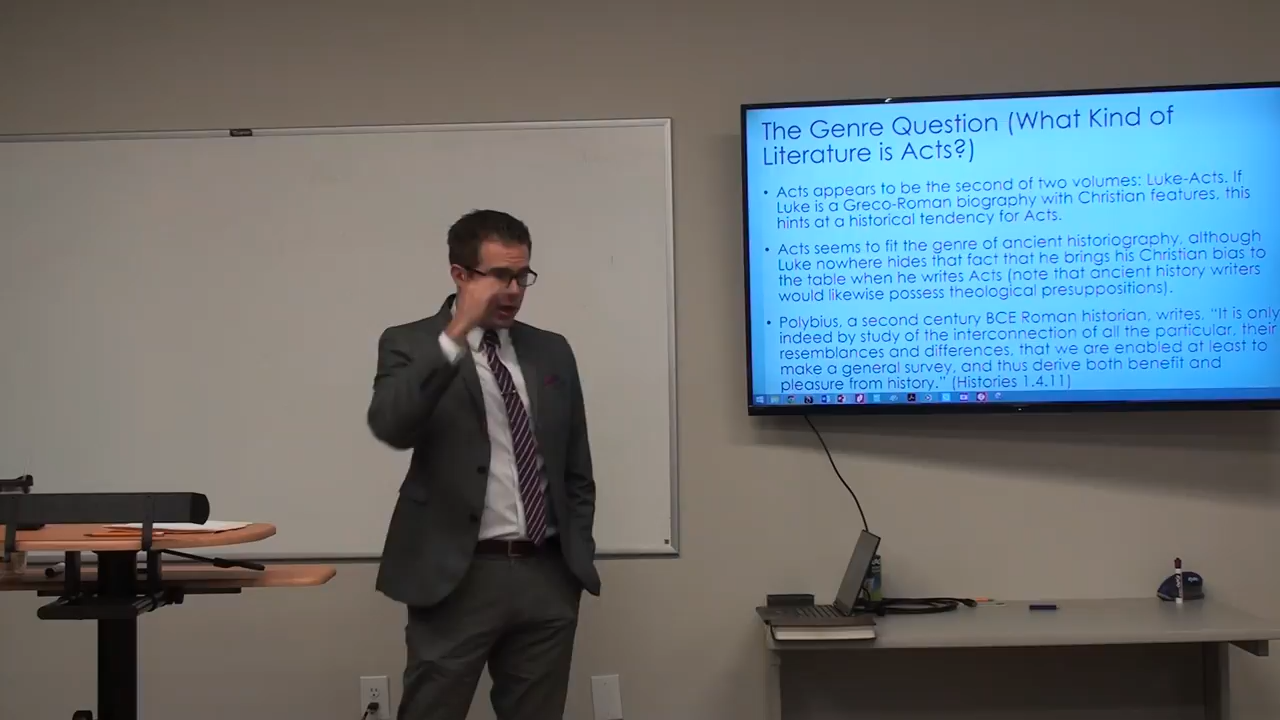 The Genre Question (What Kind of
Literature is Acts?)
• Acts appears to be the second of two volumes: Luke-Acts. If
Luke is a Greco-Roman biography with Christian features, this
hints at a historical tendency for Acts.
• Acts seems to fit the genre of ancient historiography, although
Luke nowhere hides that fact that he brings his Christian bias to
the table when he writes Acts (note that ancient history writers
would likewise possess theological presuppositions).
• Polybius, a second century BCE Roman historian, writes, "It is only
indeed by study of the interconnection of all the particular, their
resemblances and differences, that we are enabled at least to
make a general survey, and thus derive both benefit and
pleasure from history." (Histories 1.4.11)